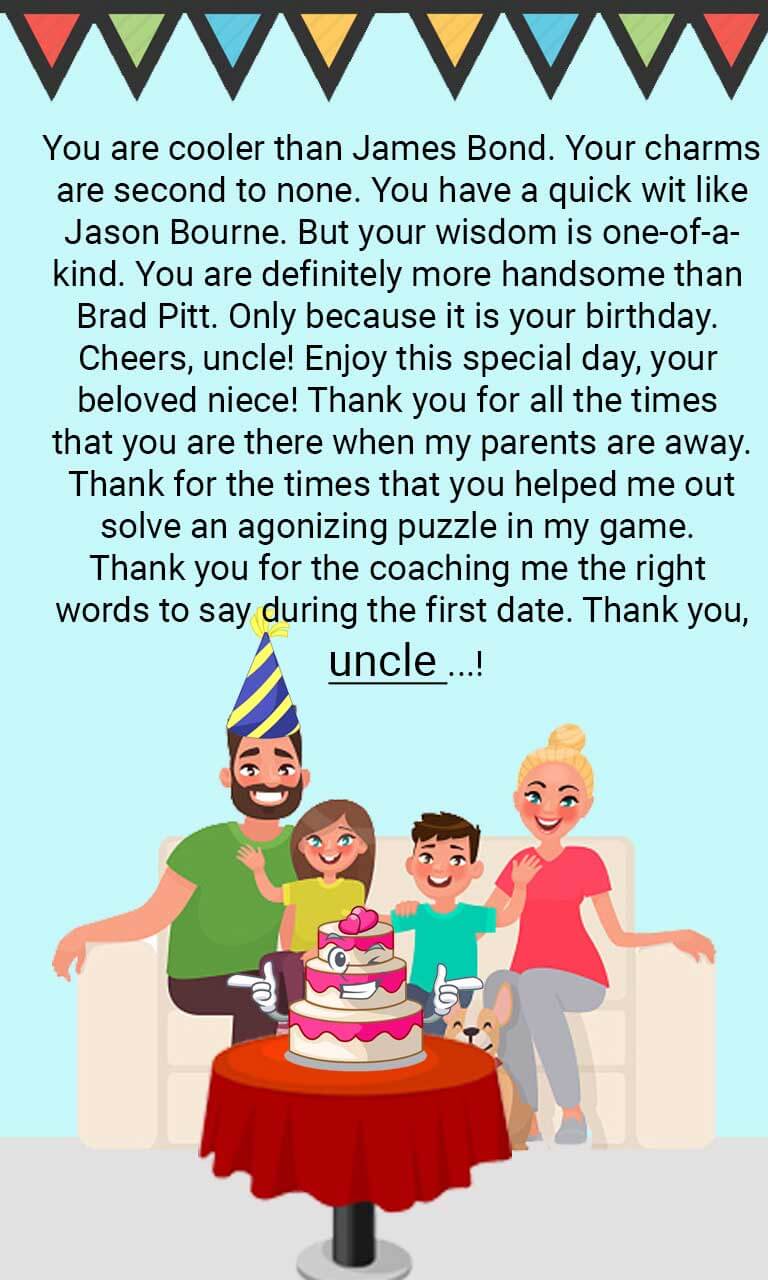 You are cooler than James Bond. Your charms
are second to none. You have a quick wit like
Jason Bourne. But your wisdom is one-of-a-
kind. You are definitely more handsome than
Brad Pitt. Only because it is your birthday.
Cheers, uncle! Enjoy this special day, your
beloved niece! Thank you for all the times
that you are there when my parents are away.
Thank for the times that you helped me out
solve an agonizing puzzle in my game.
Thank you for the coaching me the right
words to say during the first date. Thank you,
uncle ...!